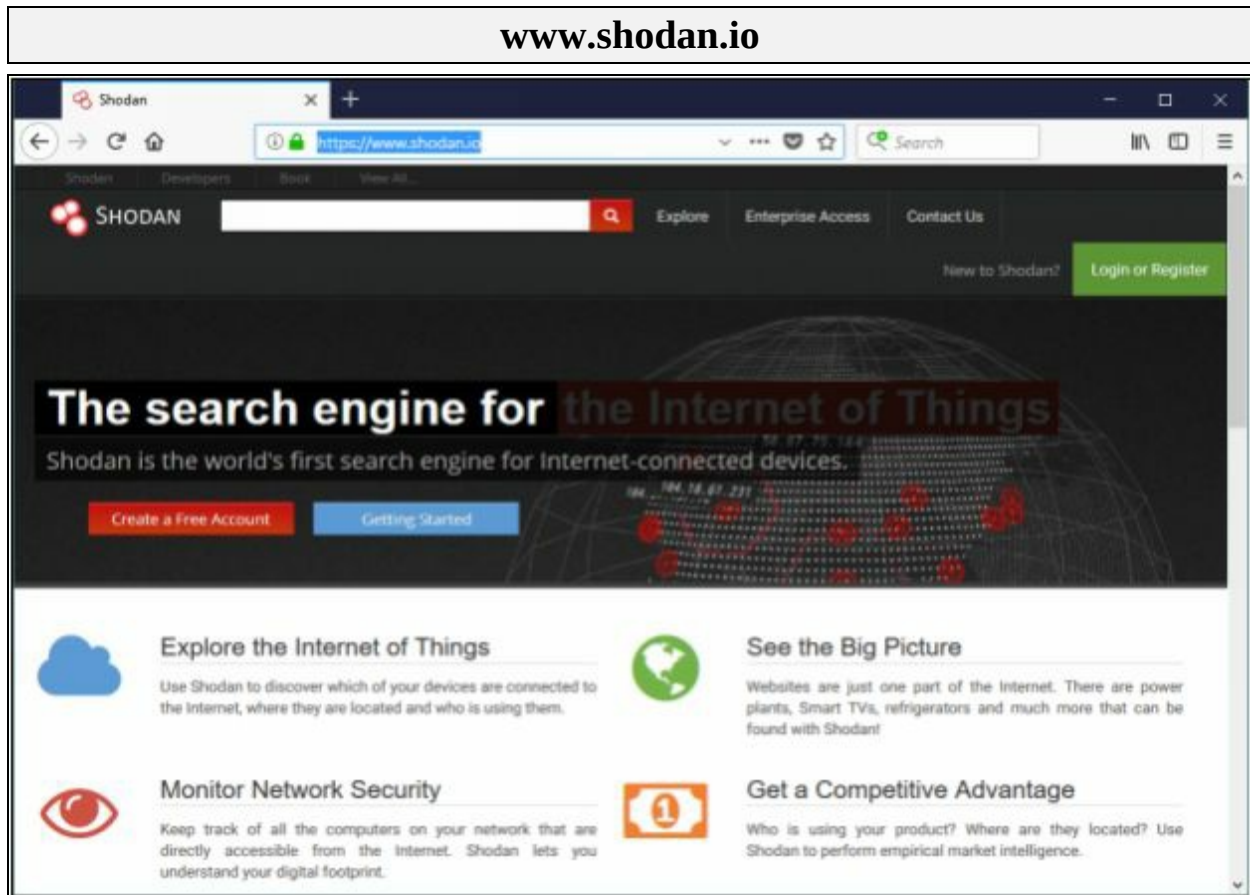 www.shodan.io
Shodan
https://www.shodan.io
Search
Shodan Developers Book View All...
SHODAN
Explore Enterprise Access Contact Us
New to Shodan? Login or Register
The search engine for the Internet of Things
Shodan is the world's first search engine for Internet-connected devices.
184.18.61.231
Create a Free Account Getting Started
Explore the Internet of Things
Use Shodan to discover which of your devices are connected to
the Internet, where they are located and who is using them.
See the Big Picture
Websites are just one part of the Internet. There are power
plants, Smart TVs, refrigerators and much more that can be
found with Shodan!
Monitor Network Security
Keep track of all the computers on your network that are
directly accessible from the Internet. Shodan lets you
understand your digital footprint.
1
Get a Competitive Advantage
Who is using your product? Where are they located? Use
Shodan to perform empirical market intelligence.